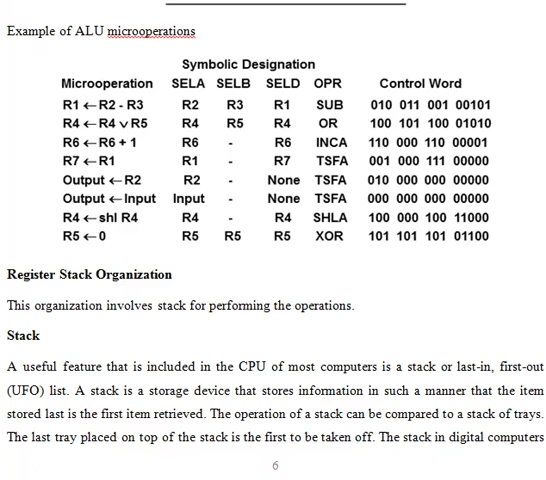 Example of ALU microoperations
Symbolic Designation
Microoperation SELA SELB SELD OPR Control Word
R1 ← R2 - R3 R2 R3 R1 SUB 010 011 001 00101
R4 ← R4 ∨ R5 R4 R5 R4 OR 100 101 100 01010
R6 ← R6 + 1 R6 - R6 INCA 110 000 110 00001
R7 ← R1 R1 - R7 TSFA 001 000 111 00000
Output ← R2 R2 - None TSFA 010 000 000 00000
Output ← Input Input - None TSFA 000 000 000 00000
R4 ← shl R4 R4 - R4 SHLA 100 000 100 11000
R5 ← 0 R5 R5 R5 XOR 101 101 101 01100
Register Stack Organization
This organization involves stack for performing the operations.
Stack
A useful feature that is included in the CPU of most computers is a stack or last-in, first-out
(UFO) list. A stack is a storage device that stores information in such a manner that the item
stored last is the first item retrieved. The operation of a stack can be compared to a stack of trays.
The last tray placed on top of the stack is the first to be taken off. The stack in digital computers
6